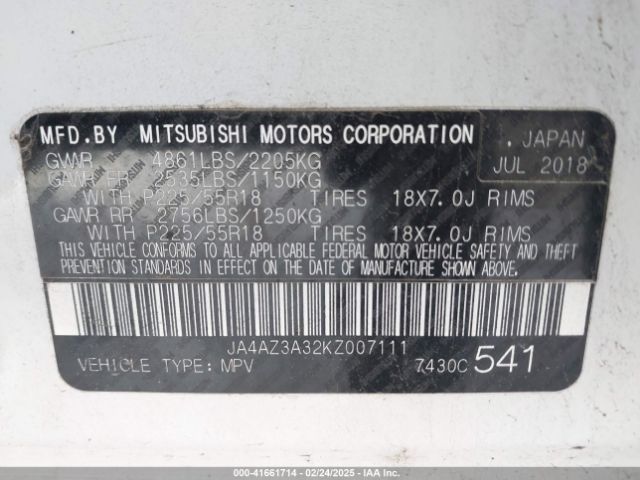 MFD.BY MITSUBISHI MOTORS CORPORATION . JAPAN
GVWR 4861LBS/2205KG JUL 2018
GAWR FR 2535LBS/1150KG
WITH P225/55R18 TIRES 18X7.0J RIMS
GAWR RR 2756LBS/1250KG
WITH P225/55R18 TIRES 18X7.0J RIMS
THIS VEHICLE CONFORMS TO ALL APPLICABLE FEDERAL MOTOR VEHICLE SAFETY AND THEFT
PREVENTION STANDARDS IN EFFECT ON THE DATE OF MANUFACTURE SHOWN ABOVE.
JA4AZ3A32KZ007111
VEHICLE TYPE: MPV 7430C 541
000-41661714 - 02/24/2025 - IAAI.COM